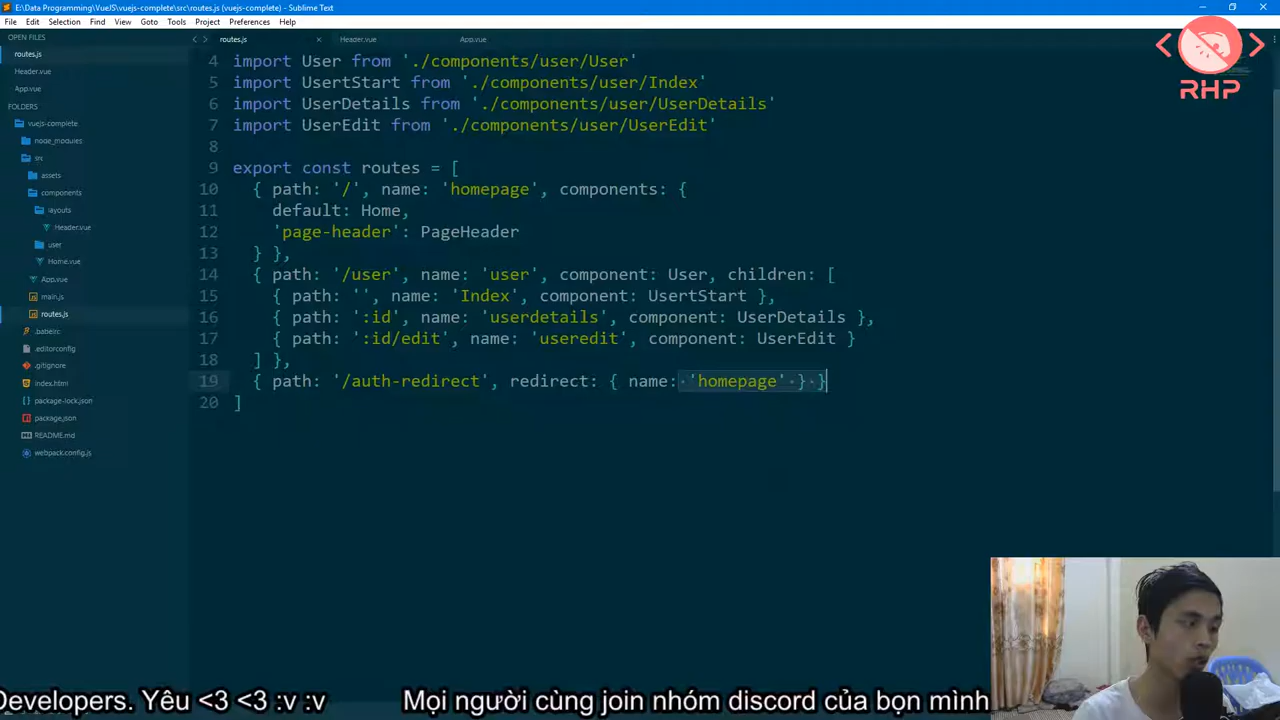 E:\Data Programming\VueJS\vuejs-complete\src\routes.js (vuejs-complete) - Sublime Text
File Edit Selection Find View Goto Tools Project Preferences Help
OPEN FILES
routes.js
Header.vue
App.vue
FOLDERS
vuejs-complete
node_modules
src
assets
components
layouts
Header.vue
user
Home.vue
App.vue
main.js
routes.js
.babelrc
.editorconfig
.gitignore
index.html
package-lock.json
package.json
README.md
webpack.config.js
routes.js Header.vue App.vue
4 import User from './components/user/User'
5 import UsertStart from './components/user/Index'
6 import UserDetails from './components/user/UserDetails'
7 import UserEdit from './components/user/UserEdit'
8
9 export const routes = [
10 { path: '/', name: 'homepage', components: {
11 default: Home,
12 'page-header': PageHeader
13 } },
14 { path: '/user', name: 'user', component: User, children: [
15 { path: '', name: 'Index', component: UsertStart },
16 { path: ':id', name: 'userdetails', component: UserDetails },
17 { path: ':id/edit', name: 'useredit', component: UserEdit }
18 ] },
19 { path: '/auth-redirect', redirect: { name: 'homepage' } }
20 ]
RHP
Developers. Yêu <3 <3 :v :v Mọi người cùng join nhóm discord của bọn mình